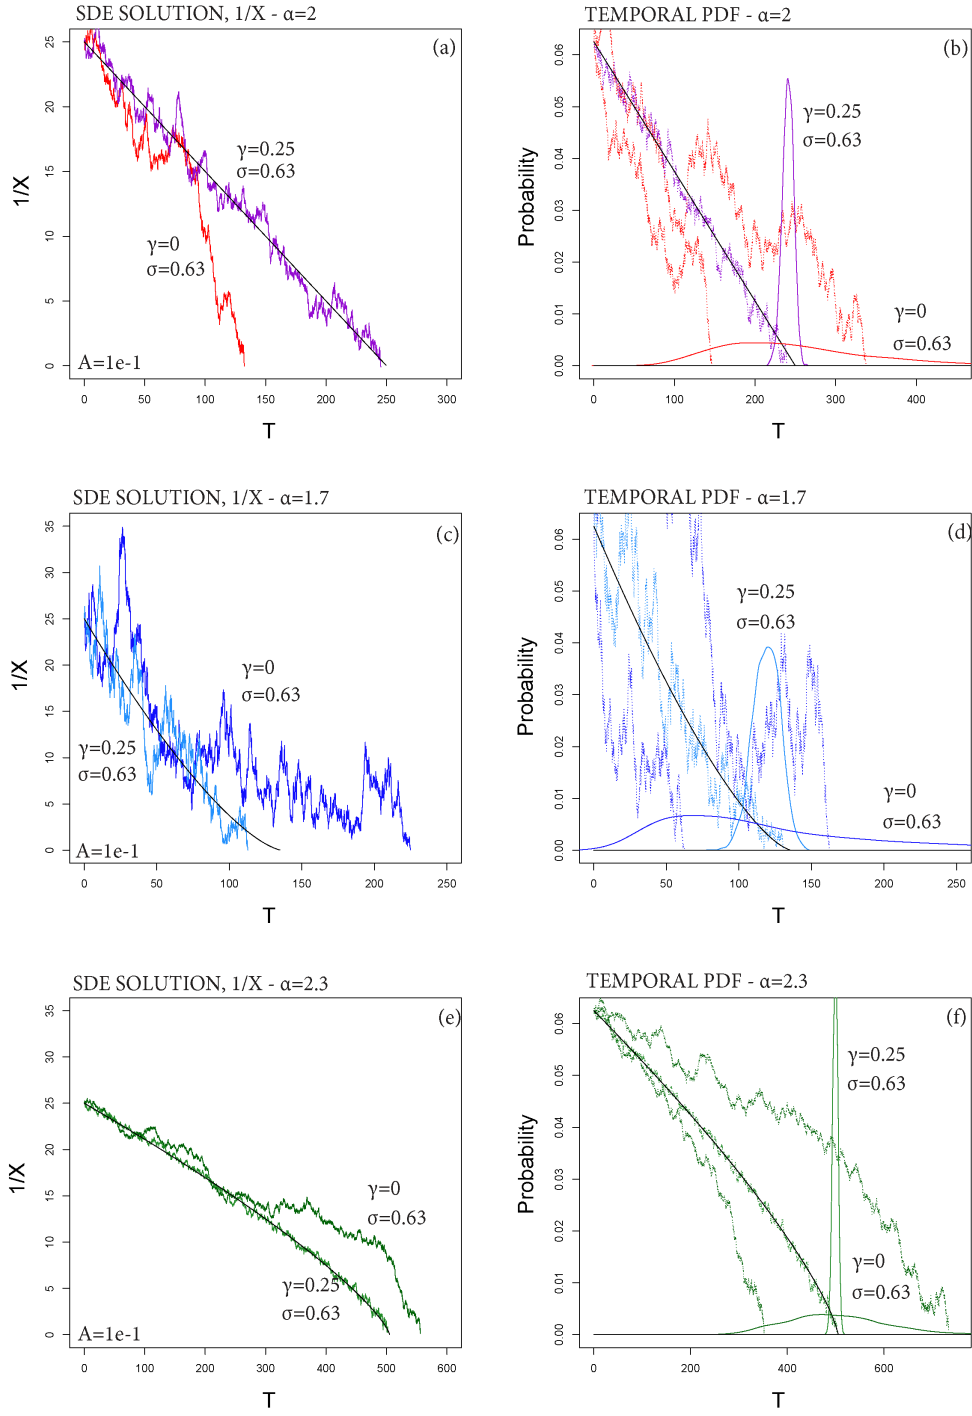 SDE SOLUTION, 1/X - α=2
(a)
1/X
25
20
15
10
5
0
γ=0.25
σ=0.63
γ=0
σ=0.63
A=1e-1
0 50 100 150 200 250 300
T
TEMPORAL PDF - α=2
(b)
Probability
0.06
0.05
0.04
0.03
0.02
0.01
0.00
γ=0.25
σ=0.63
γ=0
σ=0.63
0 100 200 300 400
T
SDE SOLUTION, 1/X - α=1.7
(c)
1/X
35
30
25
20
15
10
5
0
γ=0
σ=0.63
γ=0.25
σ=0.63
A=1e-1
0 50 100 150 200 250
T
TEMPORAL PDF - α=1.7
(d)
Probability
0.06
0.05
0.04
0.03
0.02
0.01
0.00
γ=0.25
σ=0.63
γ=0
σ=0.63
0 50 100 150 200 250
T
SDE SOLUTION, 1/X - α=2.3
(e)
1/X
35
30
25
20
15
10
5
0
γ=0
σ=0.63
γ=0.25
σ=0.63
A=1e-1
0 100 200 300 400 500 600
T
TEMPORAL PDF - α=2.3
(f)
Probability
0.06
0.05
0.04
0.03
0.02
0.01
0.00
γ=0.25
σ=0.63
γ=0
σ=0.63
0 200 400 600
T